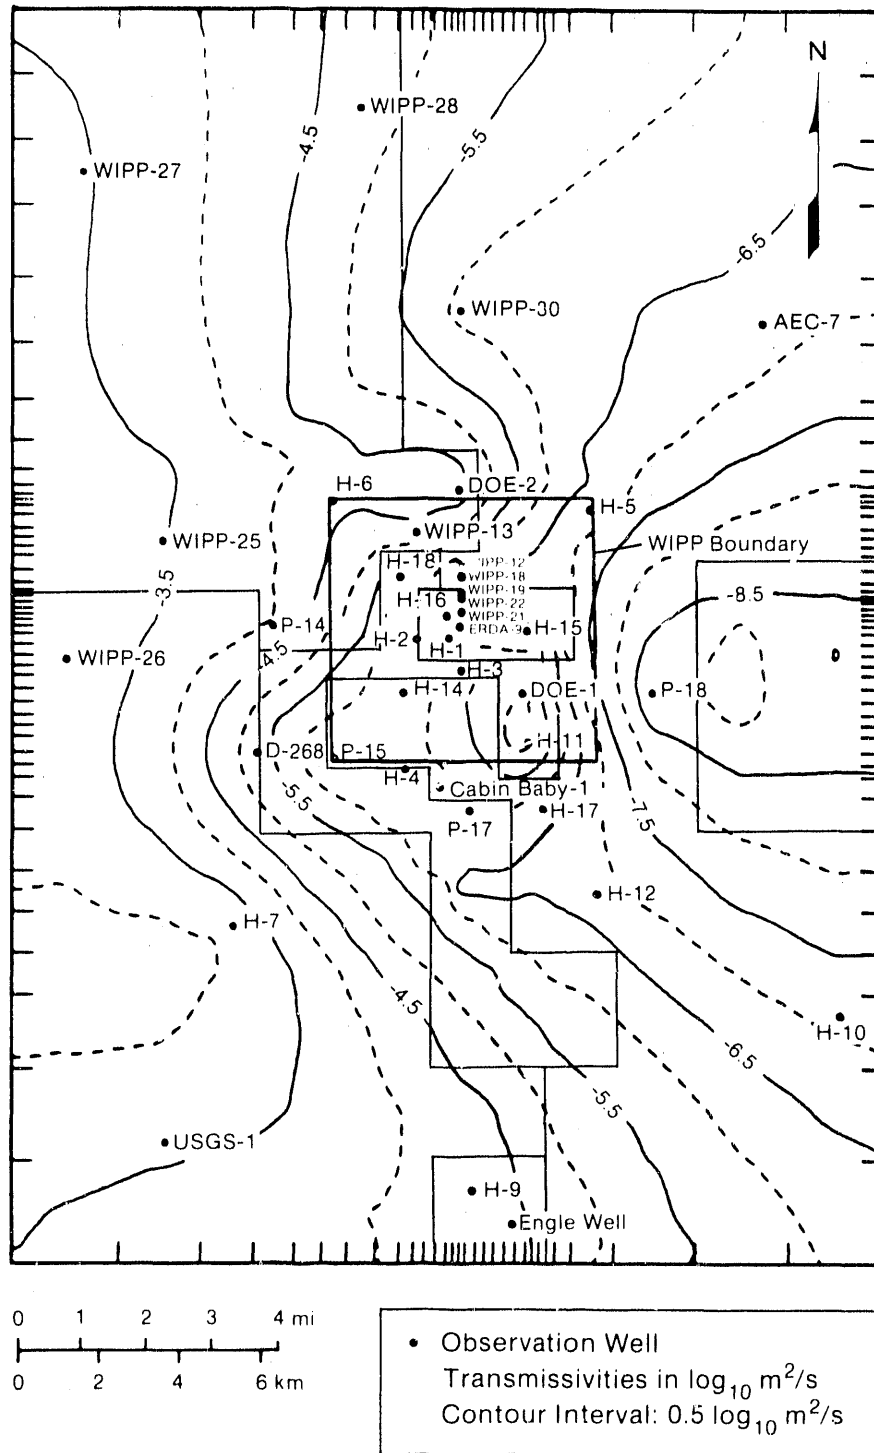 N
WIPP-28
-4.5
-5.5
WIPP-27
-6.5
WIPP-30
AEC-7
H-6
DOE-2
H-5
WIPP-13
WIPP-25
WIPP Boundary
H-18
WIPP-12
WIPP-18
-3.5
WIPP-19
-8.5
H-16
WIPP-22
WIPP-21
P-14
ERDA-9
H-15
-4.5
H-2
H-1
WIPP-26
H-3
H-14
DOE-1
P-18
H-11
D-268
P-15
H-4
Cabin Baby-1
-5.5
H-17
P-17
-7.5
H-12
H-7
-4.5
H-10
-6.5
-5.5
USGS-1
H-9
Engle Well
0 1 2 3 4 mi
0 2 4 6 km
• Observation Well
Transmissivities in log₁₀ m²/s
Contour Interval: 0.5 log₁₀ m²/s